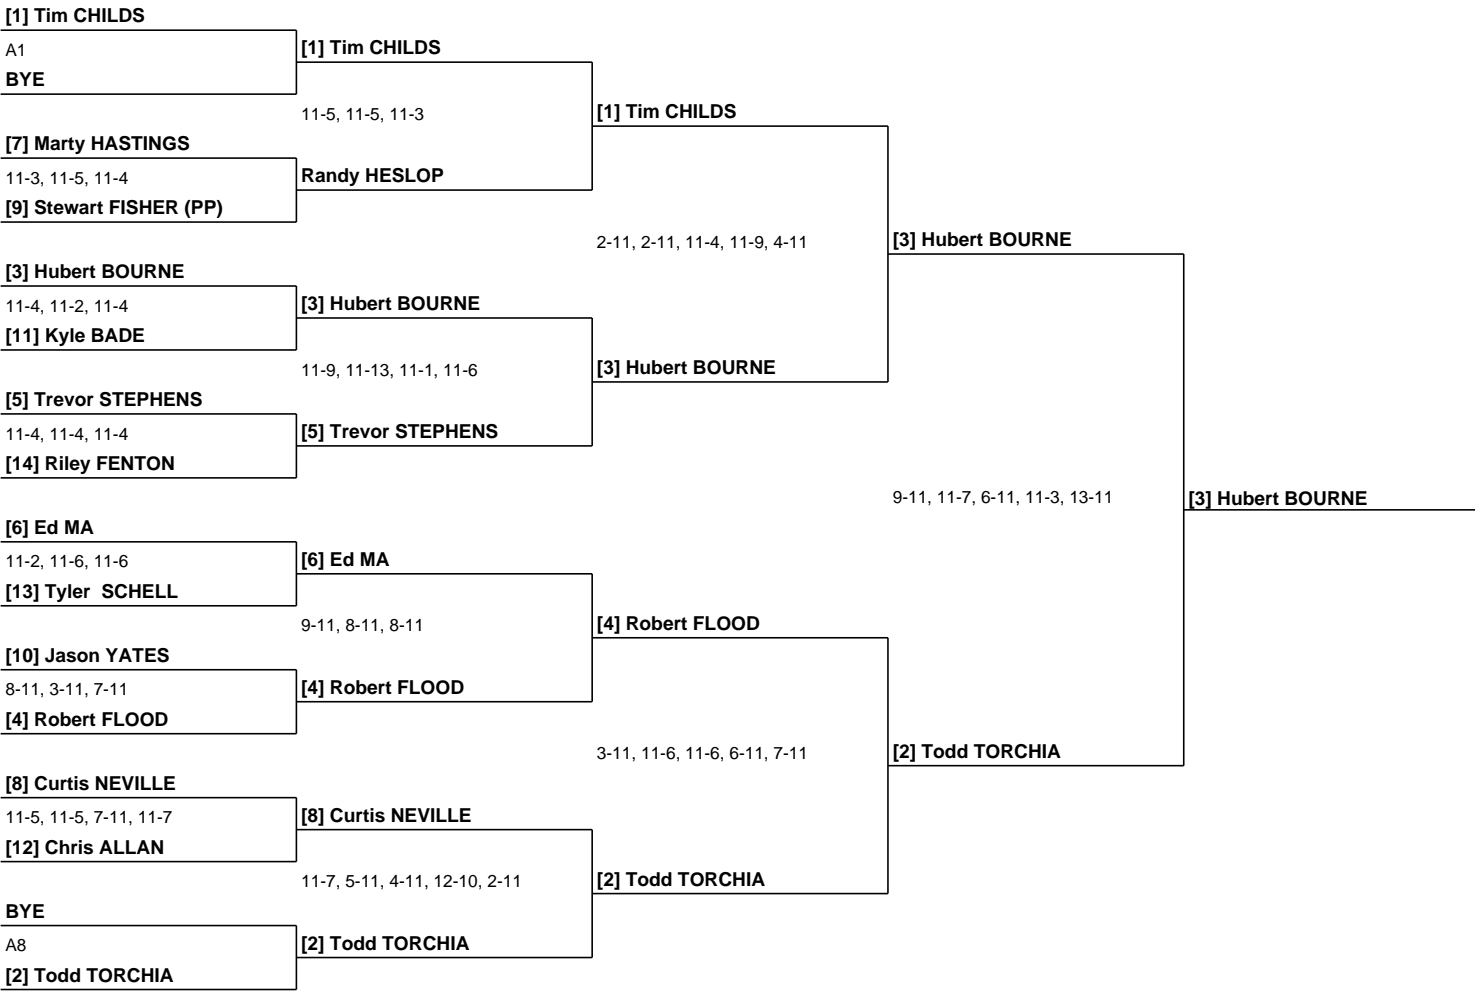 [1] Tim CHILDS
A1
BYE
[7] Marty HASTINGS
11-3, 11-5, 11-4
[9] Stewart FISHER (PP)
[3] Hubert BOURNE
11-4, 11-2, 11-4
[11] Kyle BADE
[5] Trevor STEPHENS
11-4, 11-4, 11-4
[14] Riley FENTON
[6] Ed MA
11-2, 11-6, 11-6
[13] Tyler  SCHELL
[10] Jason YATES
8-11, 3-11, 7-11
[4] Robert FLOOD
[8] Curtis NEVILLE
11-5, 11-5, 7-11, 11-7
[12] Chris ALLAN
BYE
A8
[2] Todd TORCHIA
[1] Tim CHILDS
11-5, 11-5, 11-3
Randy HESLOP
[3] Hubert BOURNE
11-9, 11-13, 11-1, 11-6
[5] Trevor STEPHENS
[6] Ed MA
9-11, 8-11, 8-11
[4] Robert FLOOD
[8] Curtis NEVILLE
11-7, 5-11, 4-11, 12-10, 2-11
[2] Todd TORCHIA
[1] Tim CHILDS
2-11, 2-11, 11-4, 11-9, 4-11
[3] Hubert BOURNE
[4] Robert FLOOD
3-11, 11-6, 11-6, 6-11, 7-11
[2] Todd TORCHIA
[3] Hubert BOURNE
9-11, 11-7, 6-11, 11-3, 13-11
[2] Todd TORCHIA
[3] Hubert BOURNE